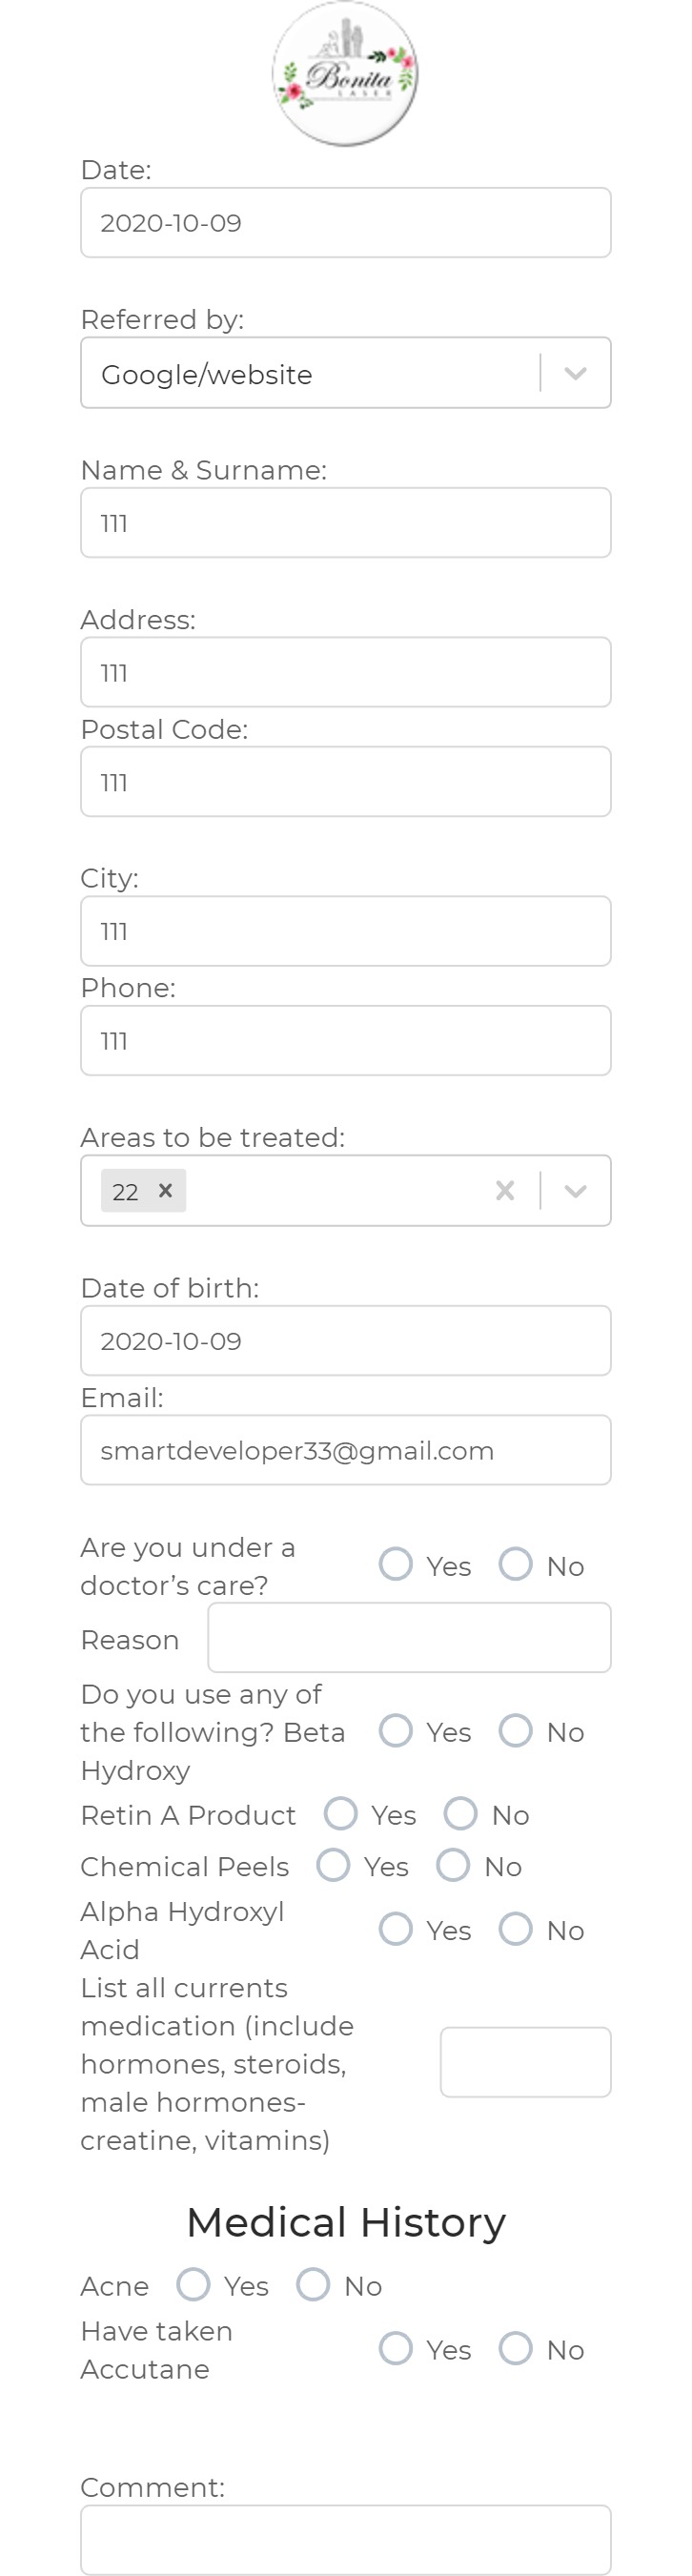 Bonita
LASER
Date:
2020-10-09
Referred by:
Google/website
Name & Surname:
111
Address:
111
Postal Code:
111
City:
111
Phone:
111
Areas to be treated:
22
Date of birth:
2020-10-09
Email:
smartdeveloper33@gmail.com
Are you under a
doctor’s care?
Yes No
Reason
Do you use any of
the following? Beta
Hydroxy
Yes No
Retin A Product Yes No
Chemical Peels Yes No
Alpha Hydroxyl
Acid
Yes No
List all currents
medication (include
hormones, steroids,
male hormones-
creatine, vitamins)
Medical History
Acne Yes No
Have taken
Accutane
Yes No
Comment: